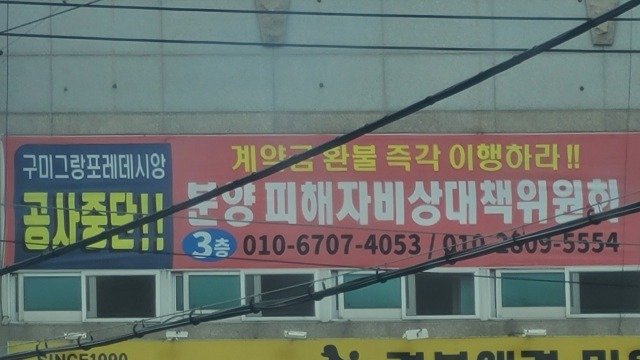 구미그랑포레데시앙
공사중단!!
계약금 환불 즉각 이행하라!!
분양 피해자비상대책위원회
3층 010-6707-4053 / 010-2809-5554
SINCE1990